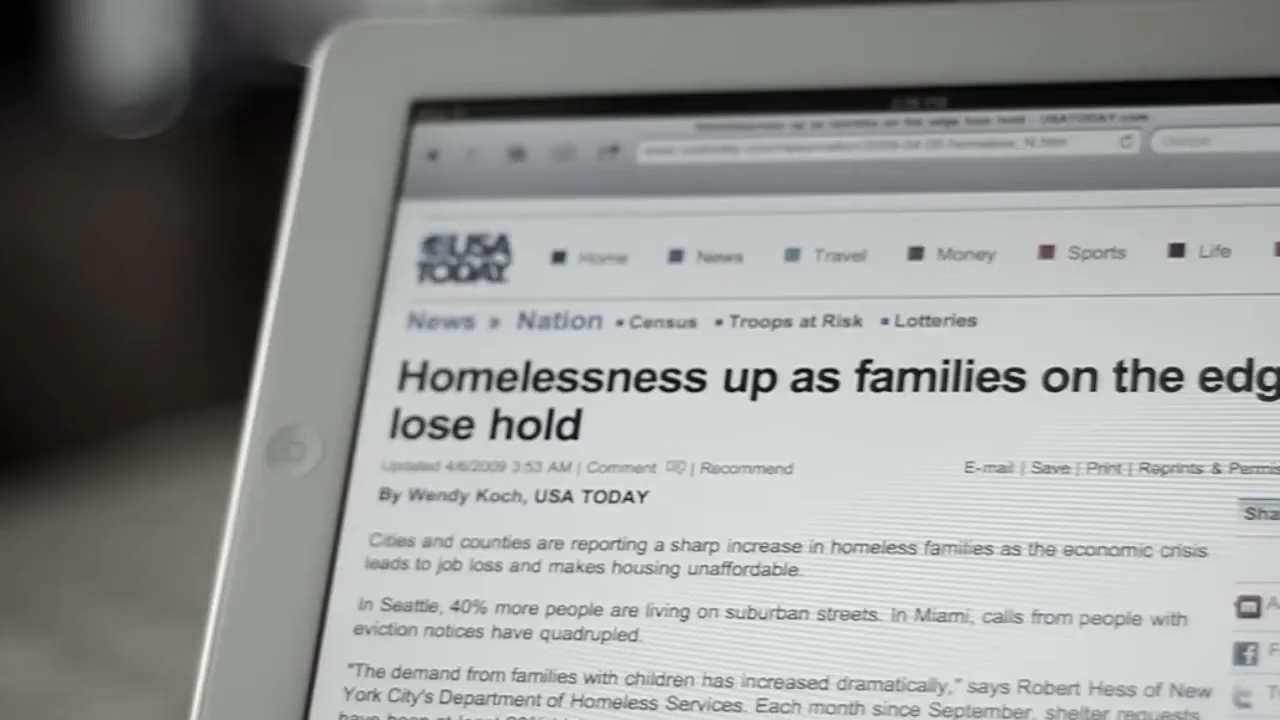 USA
TODAY
Home News Travel Money Sports Life
News » Nation ▪ Census ▪ Troops at Risk ▪ Lotteries
Homelessness up as families on the edg
lose hold
Updated 4/6/2009 3:53 AM | Comment | Recommend E-mail | Save | Print | Reprints & Permis
By Wendy Koch, USA TODAY
Sha
Cities and counties are reporting a sharp increase in homeless families as the economic crisis
leads to job loss and makes housing unaffordable.
In Seattle, 40% more people are living on suburban streets. In Miami, calls from people with
eviction notices have quadrupled.
"The demand from families with children has increased dramatically," says Robert Hess of New
York City's Department of Homeless Services. Each month since September, shelter requests